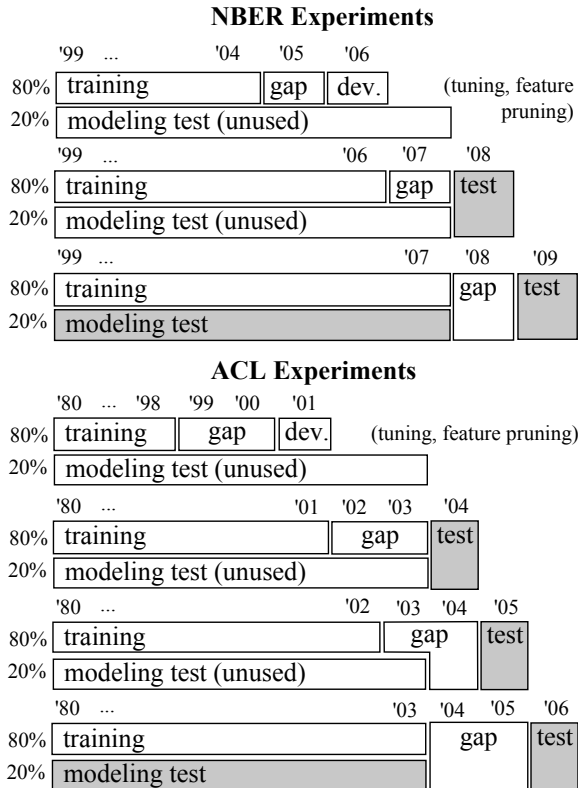 NBER Experiments
'99 ... '04 '05 '06
80% training gap dev. (tuning, feature
pruning)
20% modeling test (unused)
'99 ... '06 '07 '08
80% training gap test
20% modeling test (unused)
'99 ... '07 '08 '09
80% training gap test
20% modeling test
ACL Experiments
'80 ... '98 '99 '00 '01
80% training gap dev. (tuning, feature pruning)
20% modeling test (unused)
'80 ... '01 '02 '03 '04
80% training gap test
20% modeling test (unused)
'80 ... '02 '03 '04 '05
80% training gap test
20% modeling test (unused)
'80 ... '03 '04 '05 '06
80% training gap test
20% modeling test